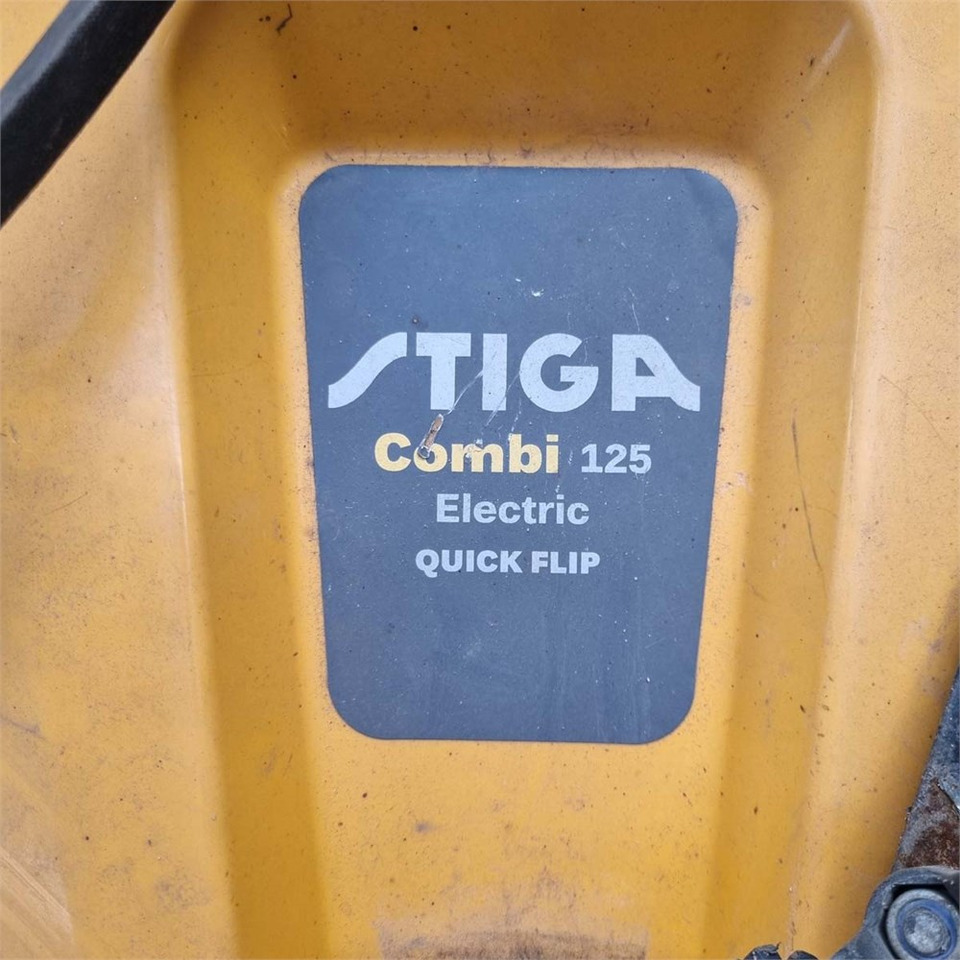 STIGA
Combi 125
Electric
QUICK FLIP